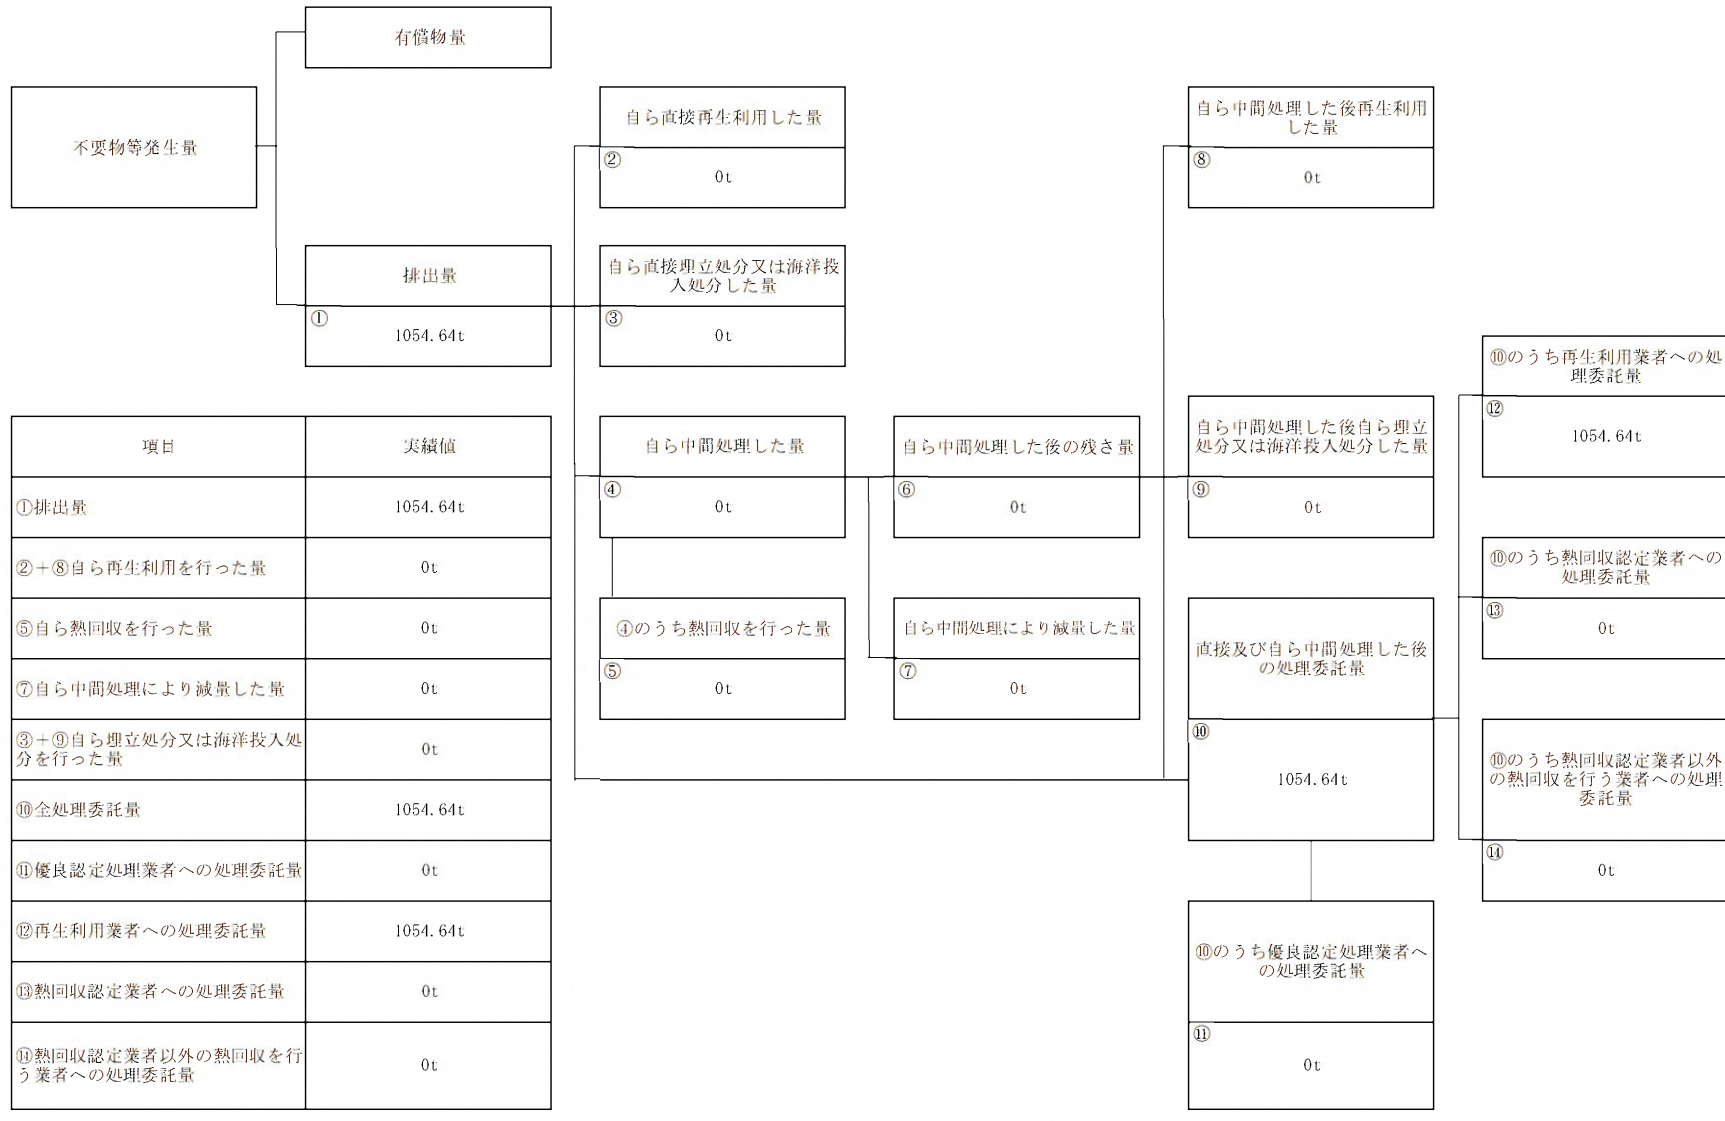 有償物量
不要物等発生量
自ら直接再生利用した量
②
0t
自ら中間処理した後再生利用
した量
⑧
0t
排出量
①
1054.64t
自ら直接埋立処分又は海洋投
入処分した量
③
0t
⑩のうち再生利用業者への処
理委託量
⑫
1054.64t
自ら中間処理した量
④
0t
自ら中間処理した後の残さ量
⑥
0t
自ら中間処理した後自ら埋立
処分又は海洋投入処分した量
⑨
0t
⑩のうち熱回収認定業者への
処理委託量
⑬
0t
④のうち熱回収を行った量
⑤
0t
自ら中間処理により減量した量
⑦
0t
直接及び自ら中間処理した後
の処理委託量
⑩
1054.64t
⑩のうち熱回収認定業者以外
の熱回収を行う業者への処理
委託量
⑭
0t
⑩のうち優良認定処理業者へ
の処理委託量
⑪
0t
項目 実績値
①排出量 1054.64t
②+⑧自ら再生利用を行った量 0t
⑤自ら熱回収を行った量 0t
⑦自ら中間処理により減量した量 0t
③+⑨自ら埋立処分又は海洋投入処
分を行った量 0t
⑩全処理委託量 1054.64t
⑪優良認定処理業者への処理委託量 0t
⑫再生利用業者への処理委託量 1054.64t
⑬熱回収認定業者への処理委託量 0t
⑭熱回収認定業者以外の熱回収を行
う業者への処理委託量 0t